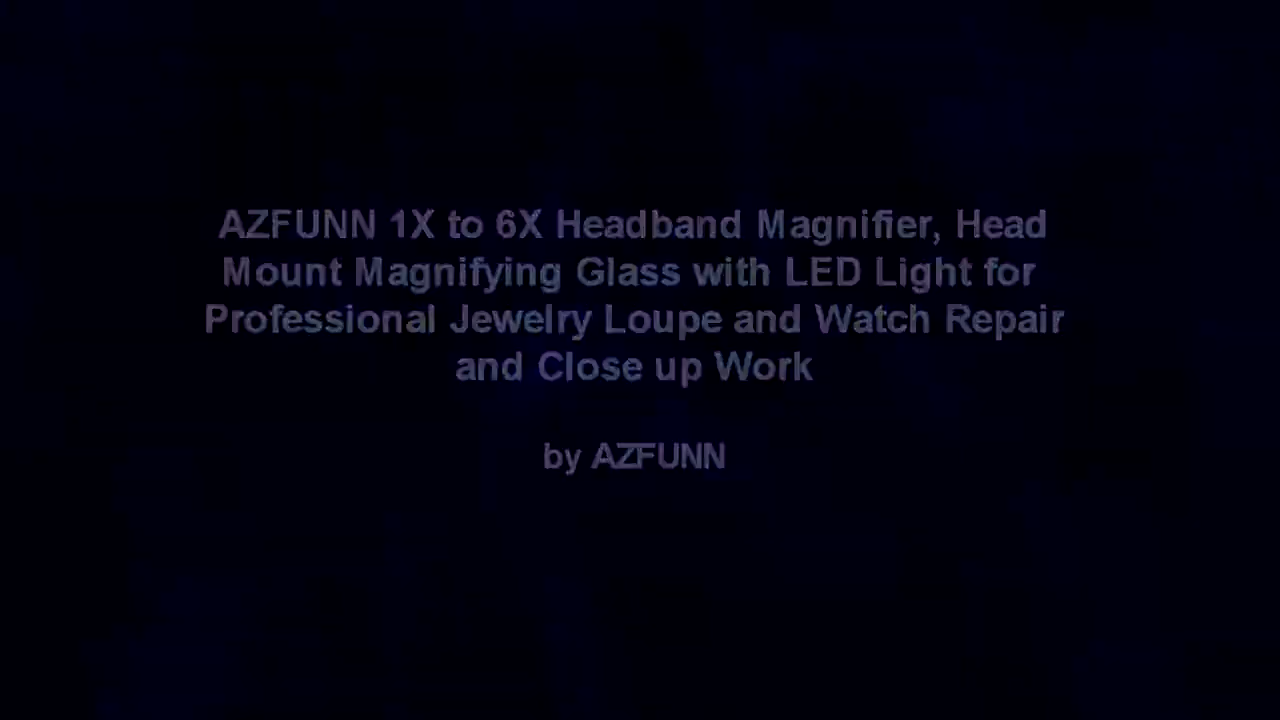 AZFUNN 1X to 6X Headband Magnifier, Head
Mount Magnifying Glass with LED Light for
Professional Jewelry Loupe and Watch Repair
and Close up Work
by AZFUNN